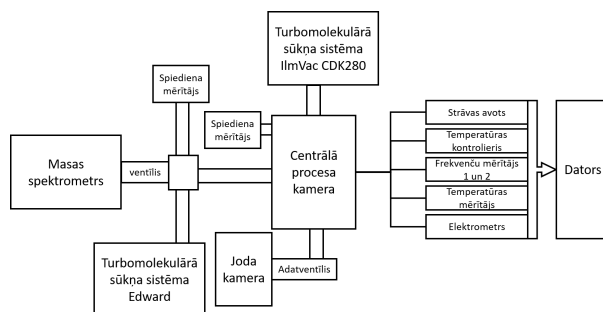 Turbomolekulārā
sūkņa sistēma
IlmVac CDK280
Spiediena
mērītājs
Spiediena
mērītājs
Masas
spektrometrs
ventīlis
Centrālā
procesa
kamera
Strāvas avots
Temperatūras
kontrolieris
Frekvenču mērītājs
1 un 2
Temperatūras
mērītājs
Elektrometrs
Dators
Turbomolekulārā
sūkņa sistēma
Edward
Joda
kamera
Adatventīlis